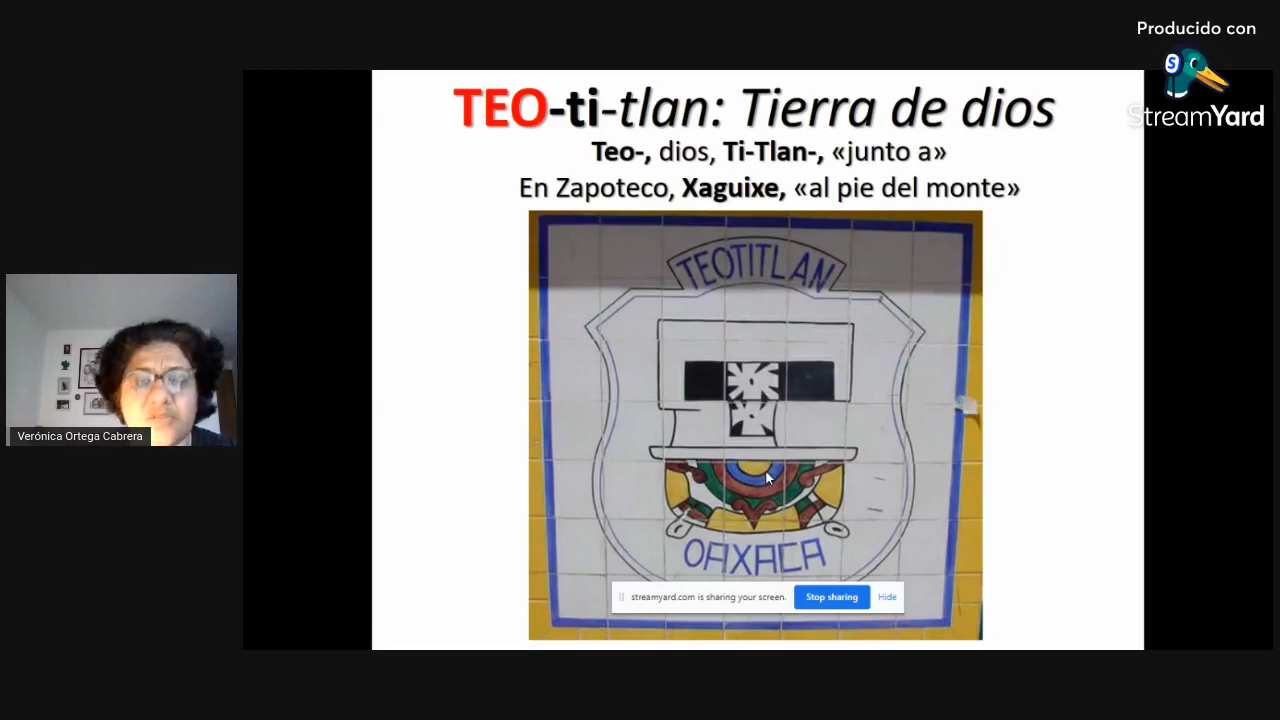 Producido con
StreamYard
TEO-ti-tlan: Tierra de dios
Teo-, dios, Ti-Tlan-, «junto a»
En Zapoteco, Xaguixe, «al pie del monte»
TEOTITLAN
OAXACA
streamyard.com is sharing your screen. Stop sharing Hide
Verónica Ortega Cabrera